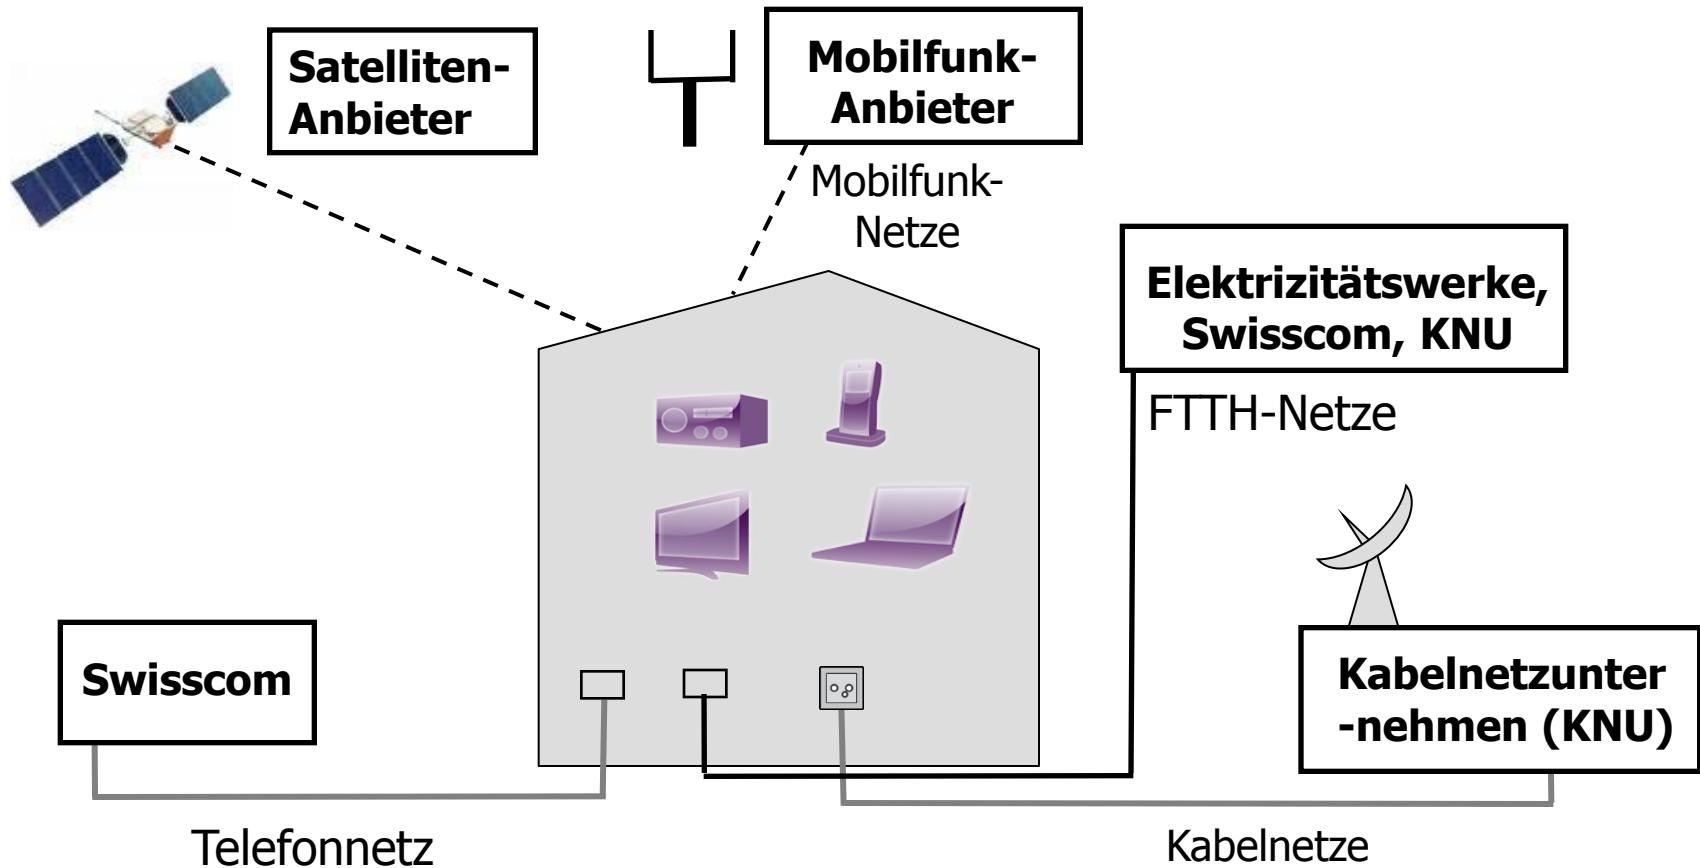 Satelliten-
Anbieter
Mobilfunk-
Anbieter
Mobilfunk-
Netze
Elektrizitätswerke,
Swisscom, KNU
FTTH-Netze
Swisscom
Kabelnetzunter
-nehmen (KNU)
Telefonnetz
Kabelnetze